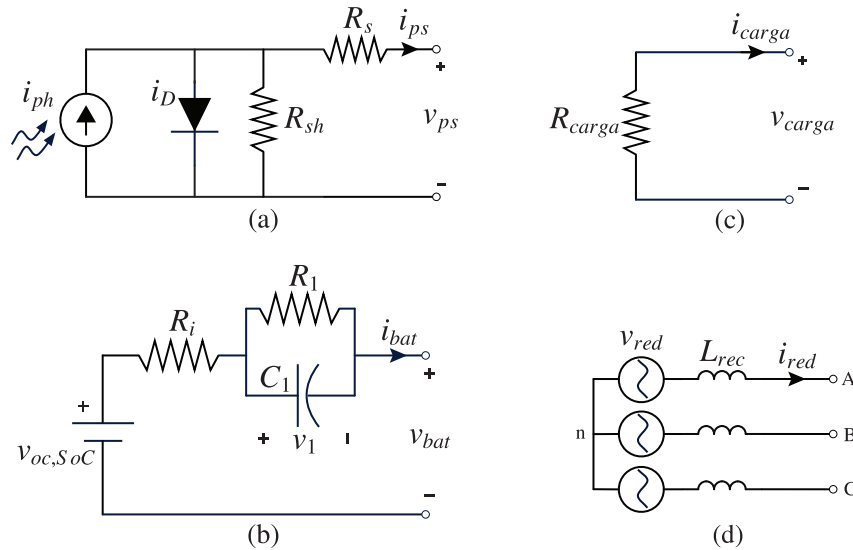 R_s i_ps
i_ph i_D R_sh v_ps
+
−
(a)
i_carga
R_carga v_carga
+
−
(c)
R_1
R_i i_bat
C_1
+ v_1 −
+
v_oc,SoC v_bat
+
−
(b)
v_red L_rec i_red
A
n B
C
(d)